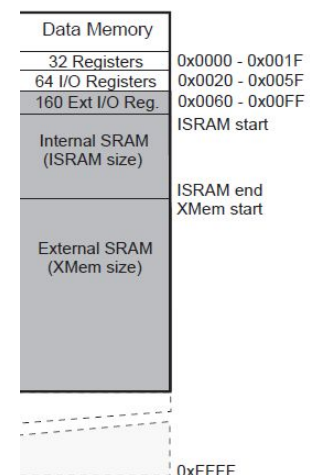 Data Memory
32 Registers 0x0000 - 0x001F
64 I/O Registers 0x0020 - 0x005F
160 Ext I/O Reg. 0x0060 - 0x00FF
ISRAM start
Internal SRAM
(ISRAM size)
ISRAM end
XMem start
External SRAM
(XMem size)
0xFFFF